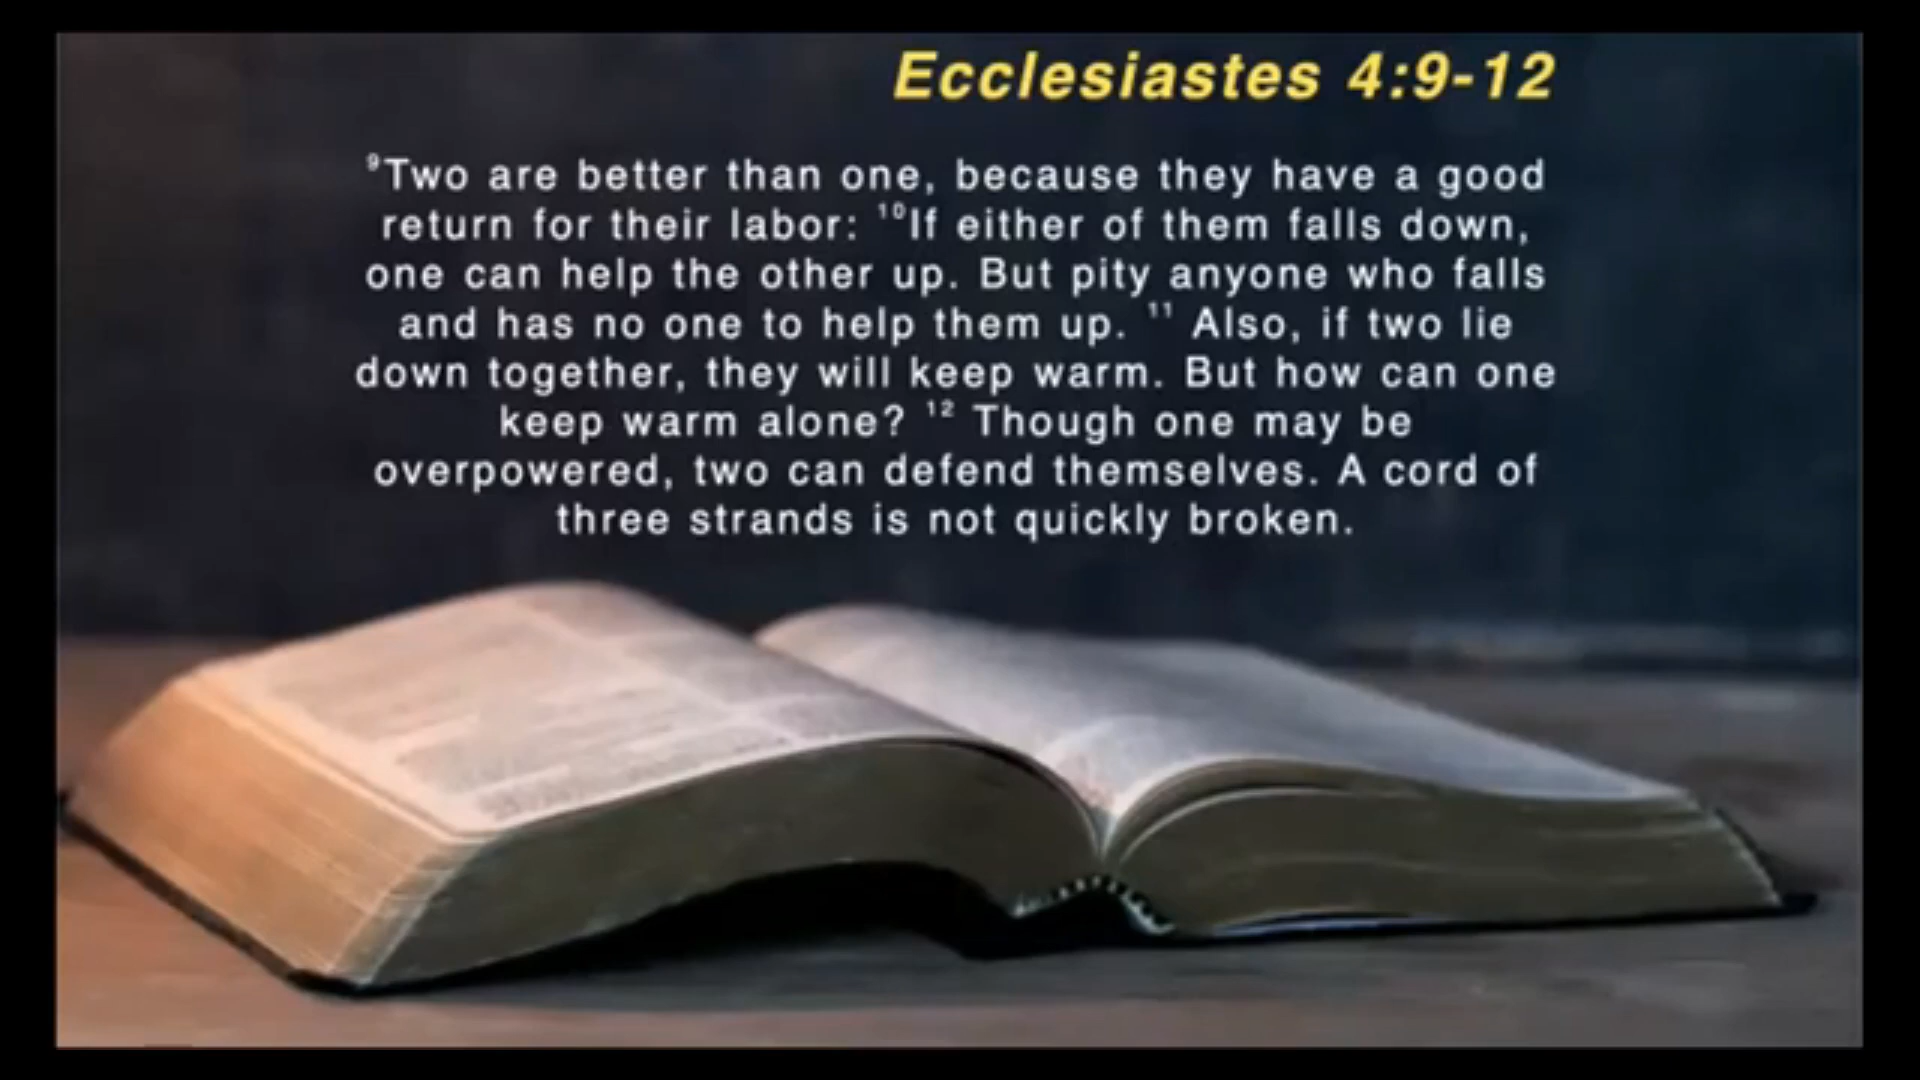 Ecclesiastes 4:9-12
⁹Two are better than one, because they have a good
return for their labor: ¹⁰If either of them falls down,
one can help the other up. But pity anyone who falls
and has no one to help them up. ¹¹ Also, if two lie
down together, they will keep warm. But how can one
keep warm alone? ¹² Though one may be
overpowered, two can defend themselves. A cord of
three strands is not quickly broken.